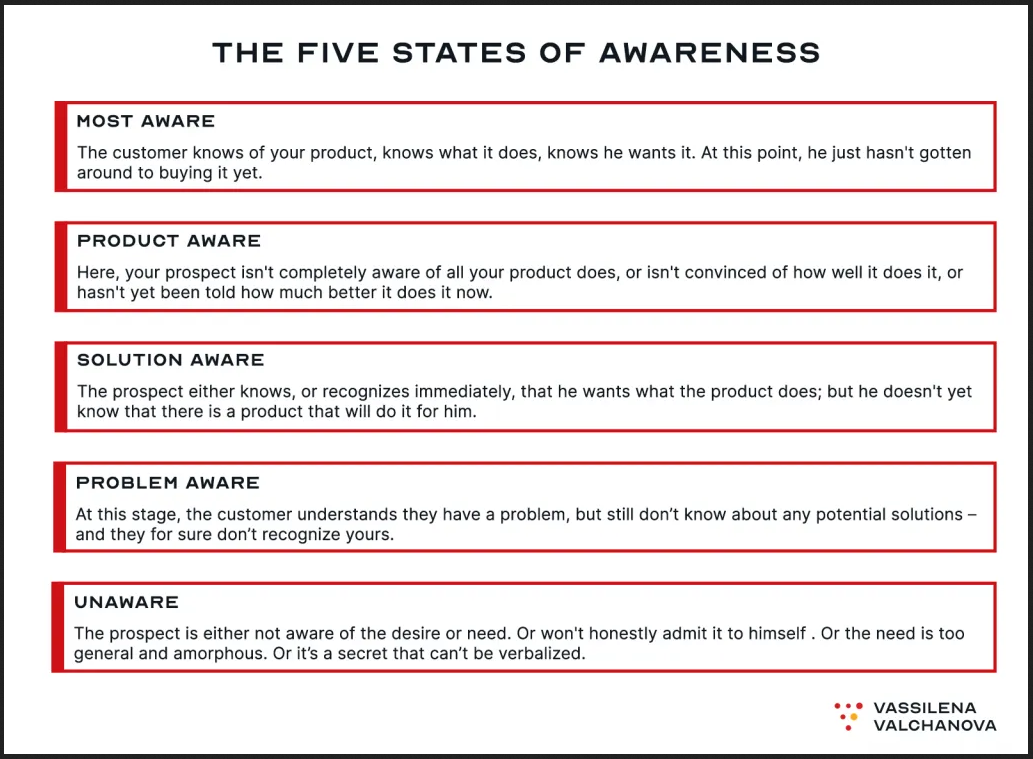 THE FIVE STATES OF AWARENESS
MOST AWARE
The customer knows of your product, knows what it does, knows he wants it. At this point, he just hasn't gotten
around to buying it yet.
PRODUCT AWARE
Here, your prospect isn't completely aware of all your product does, or isn't convinced of how well it does it, or
hasn't yet been told how much better it does it now.
SOLUTION AWARE
The prospect either knows, or recognizes immediately, that he wants what the product does; but he doesn't yet
know that there is a product that will do it for him.
PROBLEM AWARE
At this stage, the customer understands they have a problem, but still don’t know about any potential solutions –
and they for sure don’t recognize yours.
UNAWARE
The prospect is either not aware of the desire or need. Or won't honestly admit it to himself . Or the need is too
general and amorphous. Or it’s a secret that can’t be verbalized.
VASSILENA
VALCHANOVA